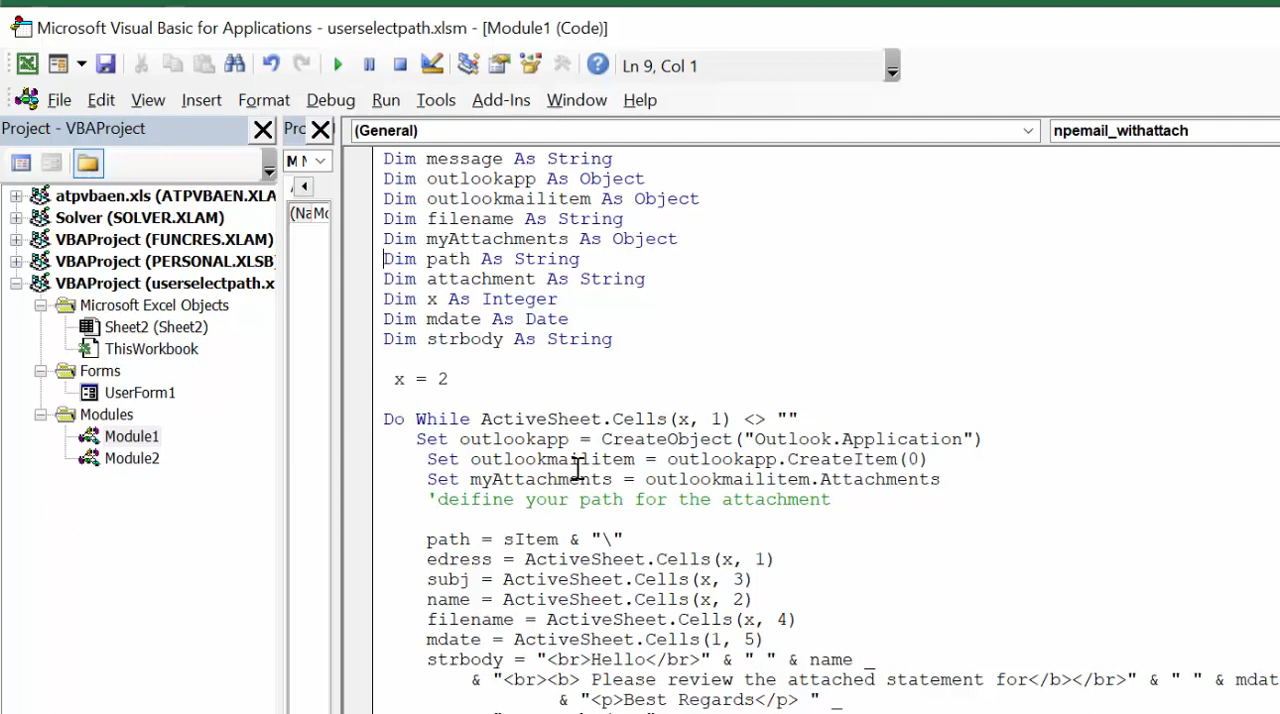 Microsoft Visual Basic for Applications - userselectpath.xlsm - [Module1 (Code)]
Ln 9, Col 1
File Edit View Insert Format Debug Run Tools Add-Ins Window Help
Project - VBAProject
(General)
npemail_withattach
atpvbaen.xls (ATPVBAEN.XLA
Solver (SOLVER.XLAM)
VBAProject (FUNCRES.XLAM)
VBAProject (PERSONAL.XLSB
VBAProject (userselectpath.x
Microsoft Excel Objects
Sheet2 (Sheet2)
ThisWorkbook
Forms
UserForm1
Modules
Module1
Module2
Dim message As String
Dim outlookapp As Object
Dim outlookmailitem As Object
Dim filename As String
Dim myAttachments As Object
Dim path As String
Dim attachment As String
Dim x As Integer
Dim mdate As Date
Dim strbody As String
x = 2
Do While ActiveSheet.Cells(x, 1) <> ""
Set outlookapp = CreateObject("Outlook.Application")
Set outlookmailitem = outlookapp.CreateItem(0)
Set myAttachments = outlookmailitem.Attachments
'deifine your path for the attachment
path = sItem & "\"
edress = ActiveSheet.Cells(x, 1)
subj = ActiveSheet.Cells(x, 3)
name = ActiveSheet.Cells(x, 2)
filename = ActiveSheet.Cells(x, 4)
mdate = ActiveSheet.Cells(1, 5)
strbody = "<br>Hello</br>" & " " & name _
& "<br><b> Please review the attached statement for</b></br>" & " " & mdat
& "<p>Best Regards</p> " _